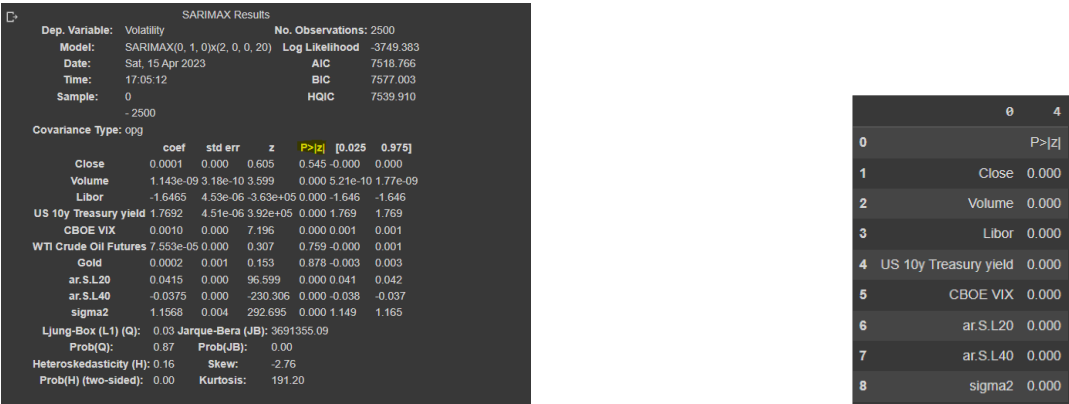 SARIMAX Results
Dep. Variable: Volatility No. Observations: 2500
Model: SARIMAX(0, 1, 0)x(2, 0, 0, 20) Log Likelihood -3749.383
Date: Sat, 15 Apr 2023 AIC 7518.766
Time: 17:05:12 BIC 7577.003
Sample: 0 HQIC 7539.910
- 2500
Covariance Type: opg
coef std err z P>|z| [0.025 0.975]
Close 0.0001 0.000 0.605 0.545 -0.000 0.000
Volume 1.143e-09 3.18e-10 3.599 0.000 5.21e-10 1.77e-09
Libor -1.6465 4.53e-06 -3.63e+05 0.000 -1.646 -1.646
US 10y Treasury yield 1.7692 4.51e-06 3.92e+05 0.000 1.769 1.769
CBOE VIX 0.0010 0.000 7.196 0.000 0.001 0.001
WTI Crude Oil Futures 7.553e-05 0.000 0.307 0.759 -0.000 0.001
Gold 0.0002 0.001 0.153 0.878 -0.003 0.003
ar.S.L20 0.0415 0.000 96.599 0.000 0.041 0.042
ar.S.L40 -0.0375 0.000 -230.306 0.000 -0.038 -0.037
sigma2 1.1568 0.004 292.695 0.000 1.149 1.165
Ljung-Box (L1) (Q): 0.03 Jarque-Bera (JB): 3691355.09
Prob(Q): 0.87 Prob(JB): 0.00
Heteroskedasticity (H): 0.16 Skew: -2.76
Prob(H) (two-sided): 0.00 Kurtosis: 191.20
0 4
0 P>|z|
1 Close 0.000
2 Volume 0.000
3 Libor 0.000
4 US 10y Treasury yield 0.000
5 CBOE VIX 0.000
6 ar.S.L20 0.000
7 ar.S.L40 0.000
8 sigma2 0.000